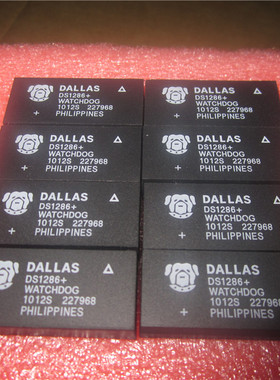 DALLAS
DS1286+
WATCHDOG
1012S 227968
+ PHILIPPINES
DALLAS
DS1286+
WATCHDOG
1012S 227968
+ PHILIPPINES
DALLAS
DS1286+
WATCHDOG
1012S 227968
+ PHILIPPINES
DALLAS
DS1286+
WATCHDOG
1012S 227968
+ PHILIPPINES
DALLAS
DS1286+
WATCHDOG
1012S 227968
+ PHILIPPINES
DALLAS
DS1286+
WATCHDOG
1012S 227968
+ PHILIPPINES
DALLAS
DS1286+
WATCHDOG
1012S 227968
+ PHILIPPINES
DALLAS
DS1286+
WATCHDOG
1012S 227968
+ PHILIPPINES